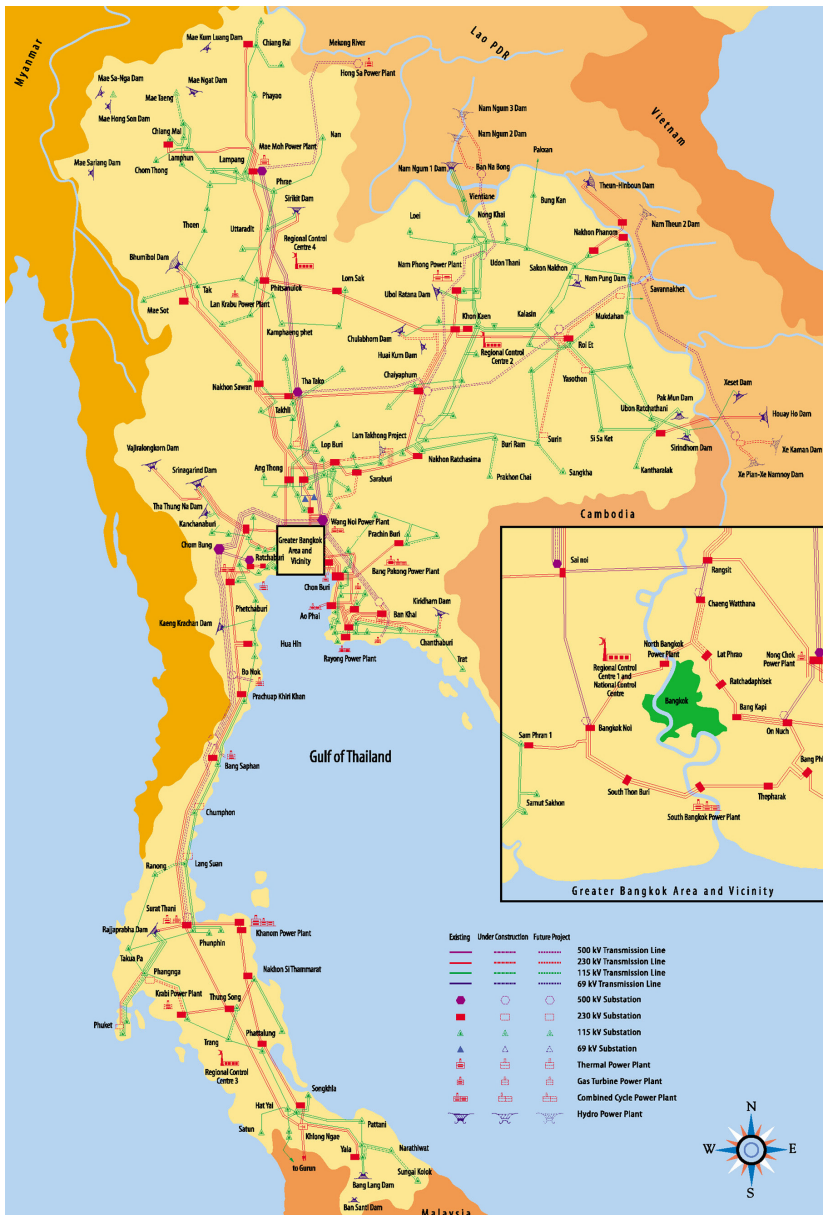 Myanmar
Mae Kum Luang Dam
Chiang Rai
Mekong River
Lao PDR
Hong Sa Power Plant
Vietnam
Mae Sa-Nga Dam
Mae Ngat Dam
Mae Taeng
Phayao
Mae Hong Son Dam
Nam Ngum 3 Dam
Nam Ngum 2 Dam
Chiang Mai
Mae Moh Power Plant
Nan
Pakxan
Lamphun
Lampang
Mae Sariang Dam
Chom Thong
Phrae
Nam Ngum 1 Dam
Ban Na Bong
Theun-Hinboun Dam
Vientiane
Sirikit Dam
Bung Kan
Loei
Nong Khai
Thoen
Uttaradit
Nam Theun 2 Dam
Regional Control
Centre 4
Nakhon Phanom
Bhumibol Dam
Nam Phong Power Plant
Udon Thani
Sakon Nakhon
Lom Sak
Tak
Phitsanulok
Ubol Ratana Dam
Nam Pung Dam
Savannakhet
Lan Krabu Power Plant
Mae Sot
Kamphaeng phet
Chulabhorn Dam
Khon Kaen
Kalasin
Mukdahan
Huai Kum Dam
Regional Control
Centre 2
Roi Et
Nakhon Sawan
Tha Tako
Chaiyaphum
Yasothon
Xeset Dam
Takhli
Pak Mun Dam
Ubon Ratchathani
Houay Ho Dam
Vajiralongkorn Dam
Lop Buri
Lam Takhong Project
Buri Ram
Surin
Si Sa Ket
Sirindhorn Dam
Xe Kaman Dam
Srinagarind Dam
Ang Thong
Saraburi
Nakhon Ratchasima
Prakhon Chai
Sangkha
Kantharalak
Xe Pian-Xe Namnoy Dam
Tha Thung Na Dam
Kanchanaburi
Wang Noi Power Plant
Cambodia
Chom Bung
Ratchaburi
Greater Bangkok
Area and
Vicinity
Prachin Buri
Bang Pakong Power Plant
Chon Buri
Phetchaburi
Ao Phai
Ban Khai
Kiridharn Dam
Kaeng Krachan Dam
Hua Hin
Rayong Power Plant
Chanthaburi
Trat
Bo Nok
Prachuap Khiri Khan
Bang Saphan
Gulf of Thailand
Chumphon
Ranong
Lang Suan
Surat Thani
Rajjaprabha Dam
Khanom Power Plant
Phunphin
Takua Pa
Phangnga
Nakhon Si Thammarat
Krabi Power Plant
Thung Song
Phuket
Trang
Phattalung
Regional Control
Centre 3
Songkhla
Hat Yai
Satun
Khlong Ngae
Pattani
Yala
Narathiwat
to Gurun
Sungai Kolok
Bang Lang Dam
Ban Santi Dam
Malaysia
Sai noi
Rangsit
Chaeng Watthana
North Bangkok
Power Plant
Lat Phrao
Nong Chok
Power Plant
Regional Control
Centre 1 and
National Control
Centre
Ratchadaphisek
Bangkok
Bang Kapi
Sam Phran 1
Bangkok Noi
On Nuch
Bang Phli
South Thon Buri
Thepharak
Samut Sakhon
South Bangkok Power Plant
Greater Bangkok Area and Vicinity
Existing Under Construction Future Project
500 kV Transmission Line
230 kV Transmission Line
115 kV Transmission Line
69 kV Transmission Line
500 kV Substation
230 kV Substation
115 kV Substation
69 kV Substation
Thermal Power Plant
Gas Turbine Power Plant
Combined Cycle Power Plant
Hydro Power Plant
N
W E
S